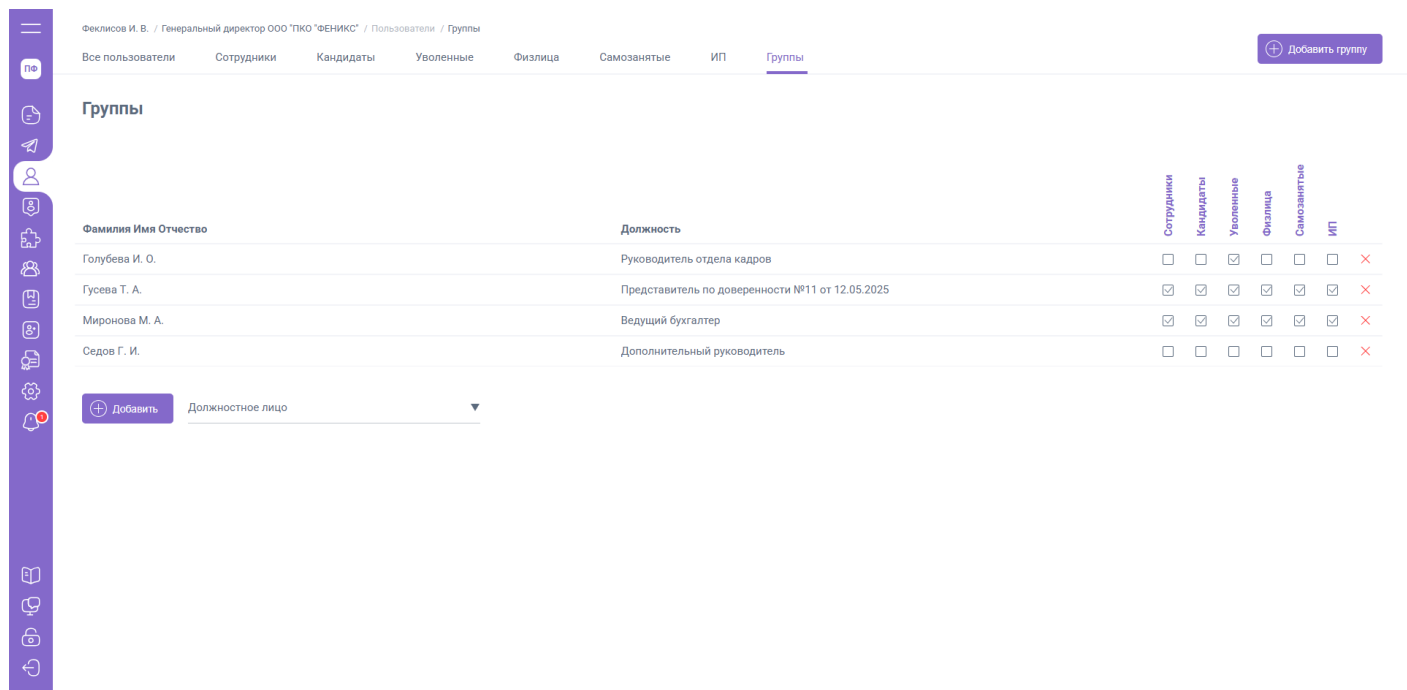 Феклисов И. В. / Генеральный директор ООО "ПКО "ФЕНИКС" / Пользователи / Группы
Все пользователи Сотрудники Кандидаты Уволенные Физлица Самозанятые ИП Группы
Добавить группу
ПФ
Группы
Фамилия Имя Отчество Должность Сотрудники Кандидаты Уволенные Физлица Самозанятые ИП
Голубева И. О. Руководитель отдела кадров
Гусева Т. А. Представитель по доверенности №11 от 12.05.2025
Миронова М. А. Ведущий бухгалтер
Седов Г. И. Дополнительный руководитель
Добавить Должностное лицо